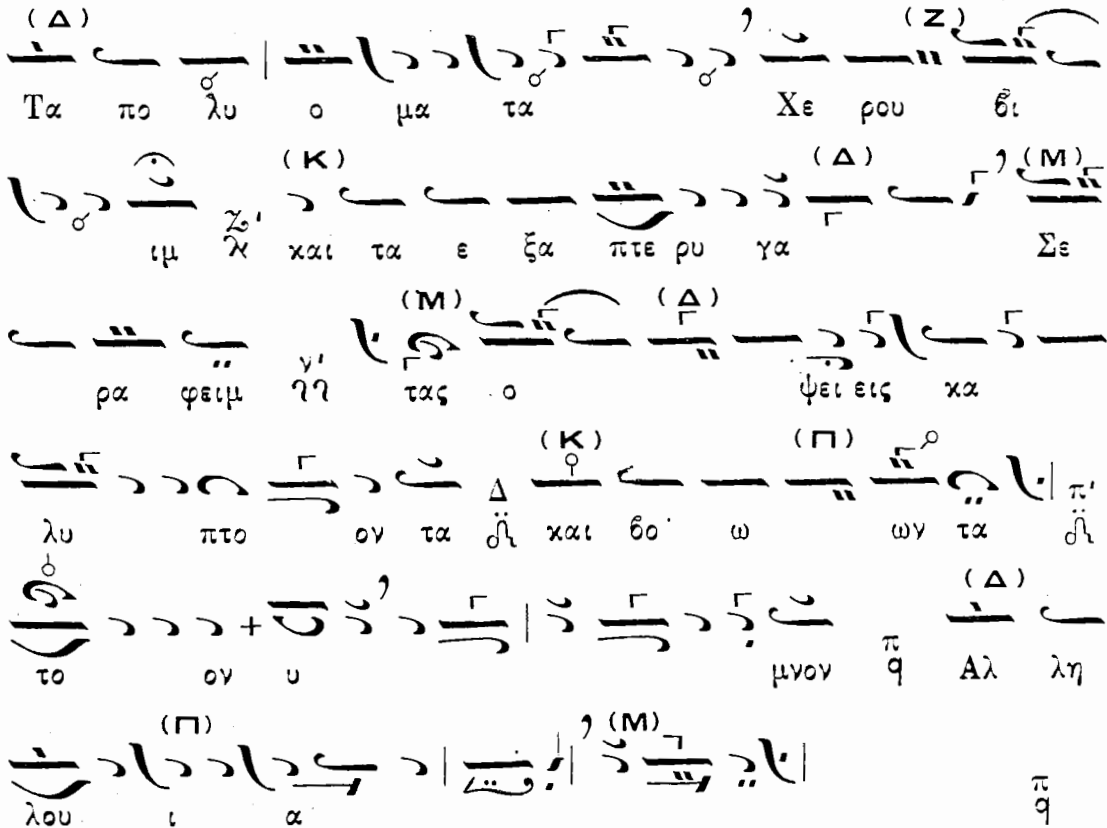 (Δ) (Ζ)
Τα πο λυ ο μα τα Χε ρου ϐι
(Κ) (Δ) (Μ)
ιμ και τα ε ξα πτε ρυ γα Σε
(Μ) (Δ)
ρα φειμ γ' τας ο ψει εις κα
(Κ) (Π)
λυ πτο ον τα Δ και ϐο ω ων τα π'
(Δ)
το ον υ μνον π q Αλ λη
(Π) (Μ)
λου ι α π q